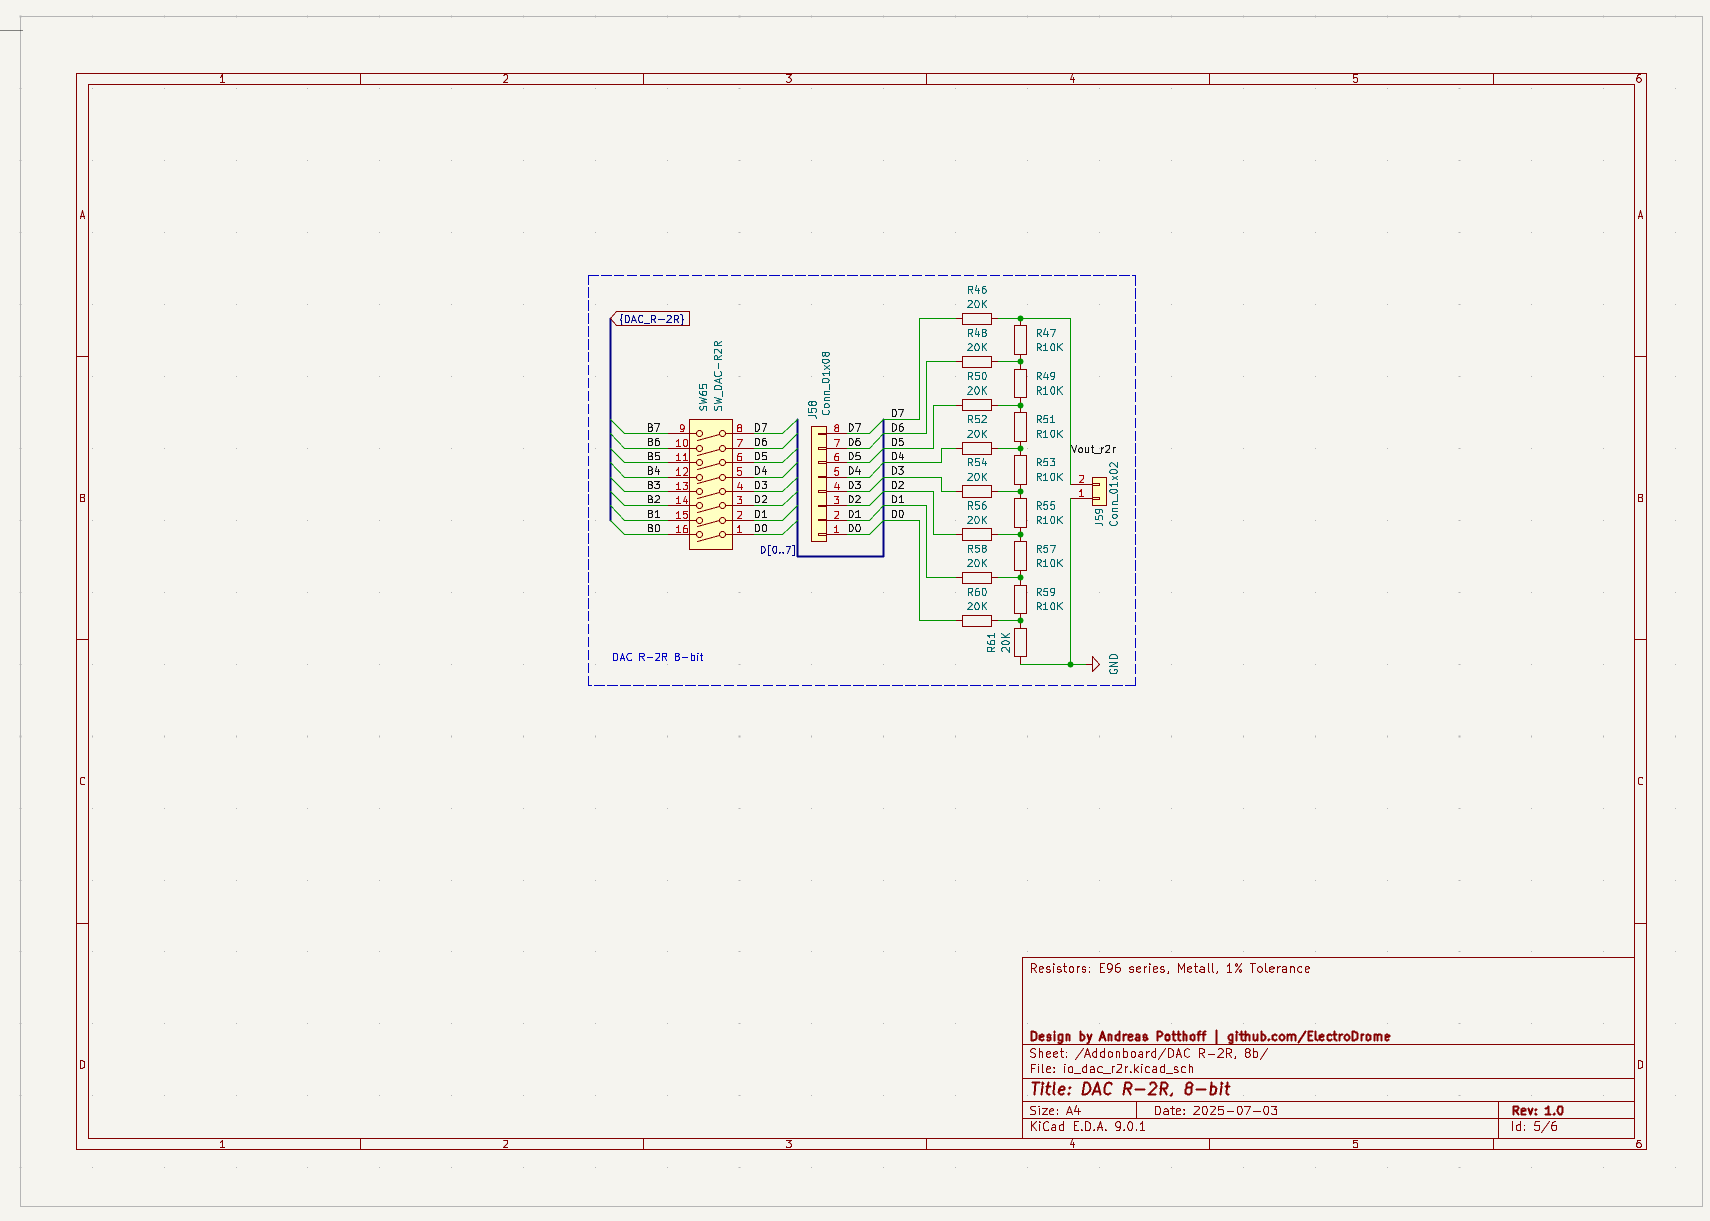 1 2 3 4 5 6
A A
B B
C C
D D
{DAC_R-2R}
SW65
SW_DAC-R2R
J58
Conn_01x08
B7 9 8 D7
B6 10 7 D6
B5 11 6 D5
B4 12 5 D4
B3 13 4 D3
B2 14 3 D2
B1 15 2 D1
B0 16 1 D0
D[0..7]
8 D7
7 D6
6 D5
5 D4
4 D3
3 D2
2 D1
1 D0
D7
D6
D5
D4
D3
D2
D1
D0
R46
20K
R48
20K
R50
20K
R52
20K
R54
20K
R56
20K
R58
20K
R60
20K
R61
20K
R47
R10K
R49
R10K
R51
R10K
R53
R10K
R55
R10K
R57
R10K
R59
R10K
Vout_r2r
2
1
J59
Conn_01x02
GND
DAC R-2R 8-bit
Resistors: E96 series, Metall, 1% Tolerance
Design by Andreas Potthoff | github.com/ElectroDrome
Sheet: /Addonboard/DAC R-2R, 8b/
File: io_dac_r2r.kicad_sch
Title: DAC R-2R, 8-bit
Size: A4 Date: 2025-07-03 Rev: 1.0
KiCad E.D.A. 9.0.1 Id: 5/6
1 2 3 4 5 6